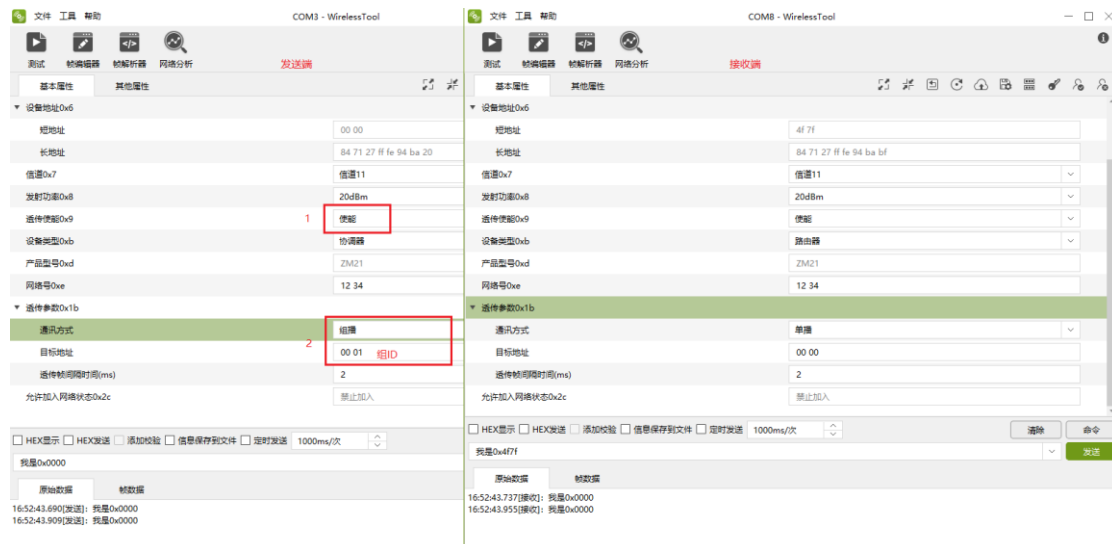 文件 工具 帮助
COM3 - WirelessTool
测试 帧编辑器 帧解析器 网络分析
发送端
基本属性 其他属性
设备地址0x6
短地址 00 00
长地址 84 71 27 ff fe 94 ba 20
信道0x7 信道11
发射功率0x8 20dBm
透传使能0x9 1 使能
设备类型0xb 协调器
产品型号0xd ZM21
网络号0xe 12 34
透传参数0x1b
通讯方式 组播
2
目标地址 00 01 组ID
透传帧间隔时间(ms) 2
允许加入网络状态0x2c 禁止加入
HEX显示 HEX发送 添加校验 信息保存到文件 定时发送 1000ms/次
我是0x0000
原始数据 帧数据
16:52:43.690[发送]: 我是0x0000
16:52:43.909[发送]: 我是0x0000
文件 工具 帮助
COM8 - WirelessTool
测试 帧编辑器 帧解析器 网络分析
接收端
基本属性 其他属性
设备地址0x6
短地址 4f 7f
长地址 84 71 27 ff fe 94 ba bf
信道0x7 信道11
发射功率0x8 20dBm
透传使能0x9 使能
设备类型0xb 路由器
产品型号0xd ZM21
网络号0xe 12 34
透传参数0x1b
通讯方式 单播
目标地址 00 00
透传帧间隔时间(ms) 2
允许加入网络状态0x2c 禁止加入
HEX显示 HEX发送 添加校验 信息保存到文件 定时发送 1000ms/次 清除 命令
我是0x4f7f 发送
原始数据 帧数据
16:52:43.737[接收]: 我是0x0000
16:52:43.955[接收]: 我是0x0000